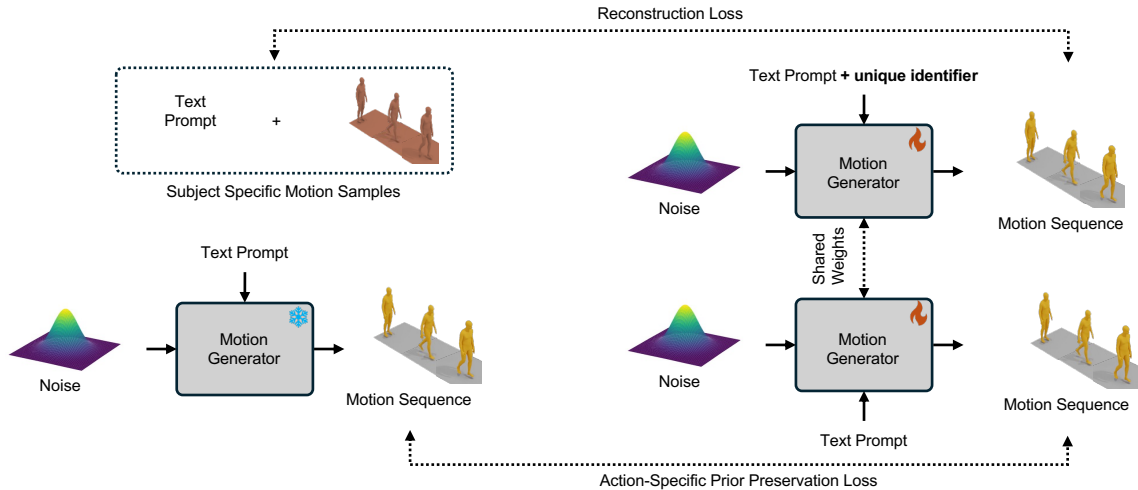 Reconstruction Loss
Text
Prompt
+
Subject Specific Motion Samples
Text Prompt + unique identifier
Noise
Motion
Generator
Motion Sequence
Shared
Weights
Text Prompt
Noise
Motion
Generator
Motion Sequence
Noise
Motion
Generator
Motion Sequence
Text Prompt
Action-Specific Prior Preservation Loss